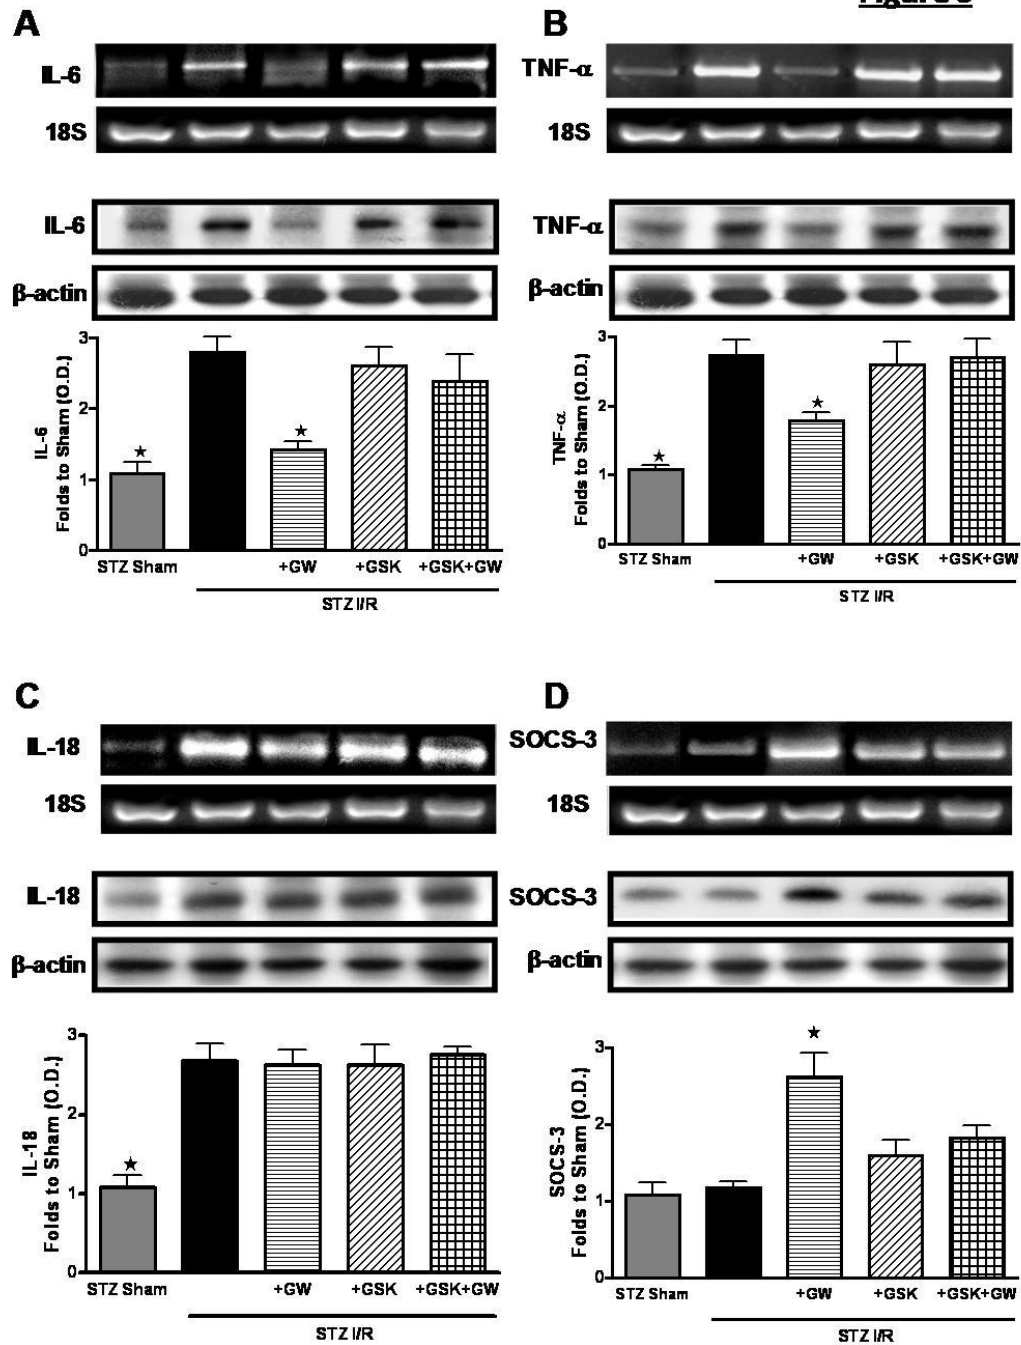 A
IL-6
18S
IL-6
β-actin
3
2
1
0
IL-6
Folds to Sham (O.D.)
★
★
STZ Sham
+GW
+GSK
+GSK+GW
STZ I/R
B
TNF-α
18S
TNF-α
β-actin
3
2
1
0
TNF-α
Folds to Sham (O.D.)
★
★
STZ Sham
+GW
+GSK
+GSK+GW
STZ I/R
C
IL-18
18S
IL-18
β-actin
3
2
1
0
IL-18
Folds to Sham (O.D.)
★
STZ Sham
+GW
+GSK
+GSK+GW
STZ I/R
D
SOCS-3
18S
SOCS-3
β-actin
3
2
1
0
SOCS-3
Folds to Sham (O.D.)
★
STZ Sham
+GW
+GSK
+GSK+GW
STZ I/R